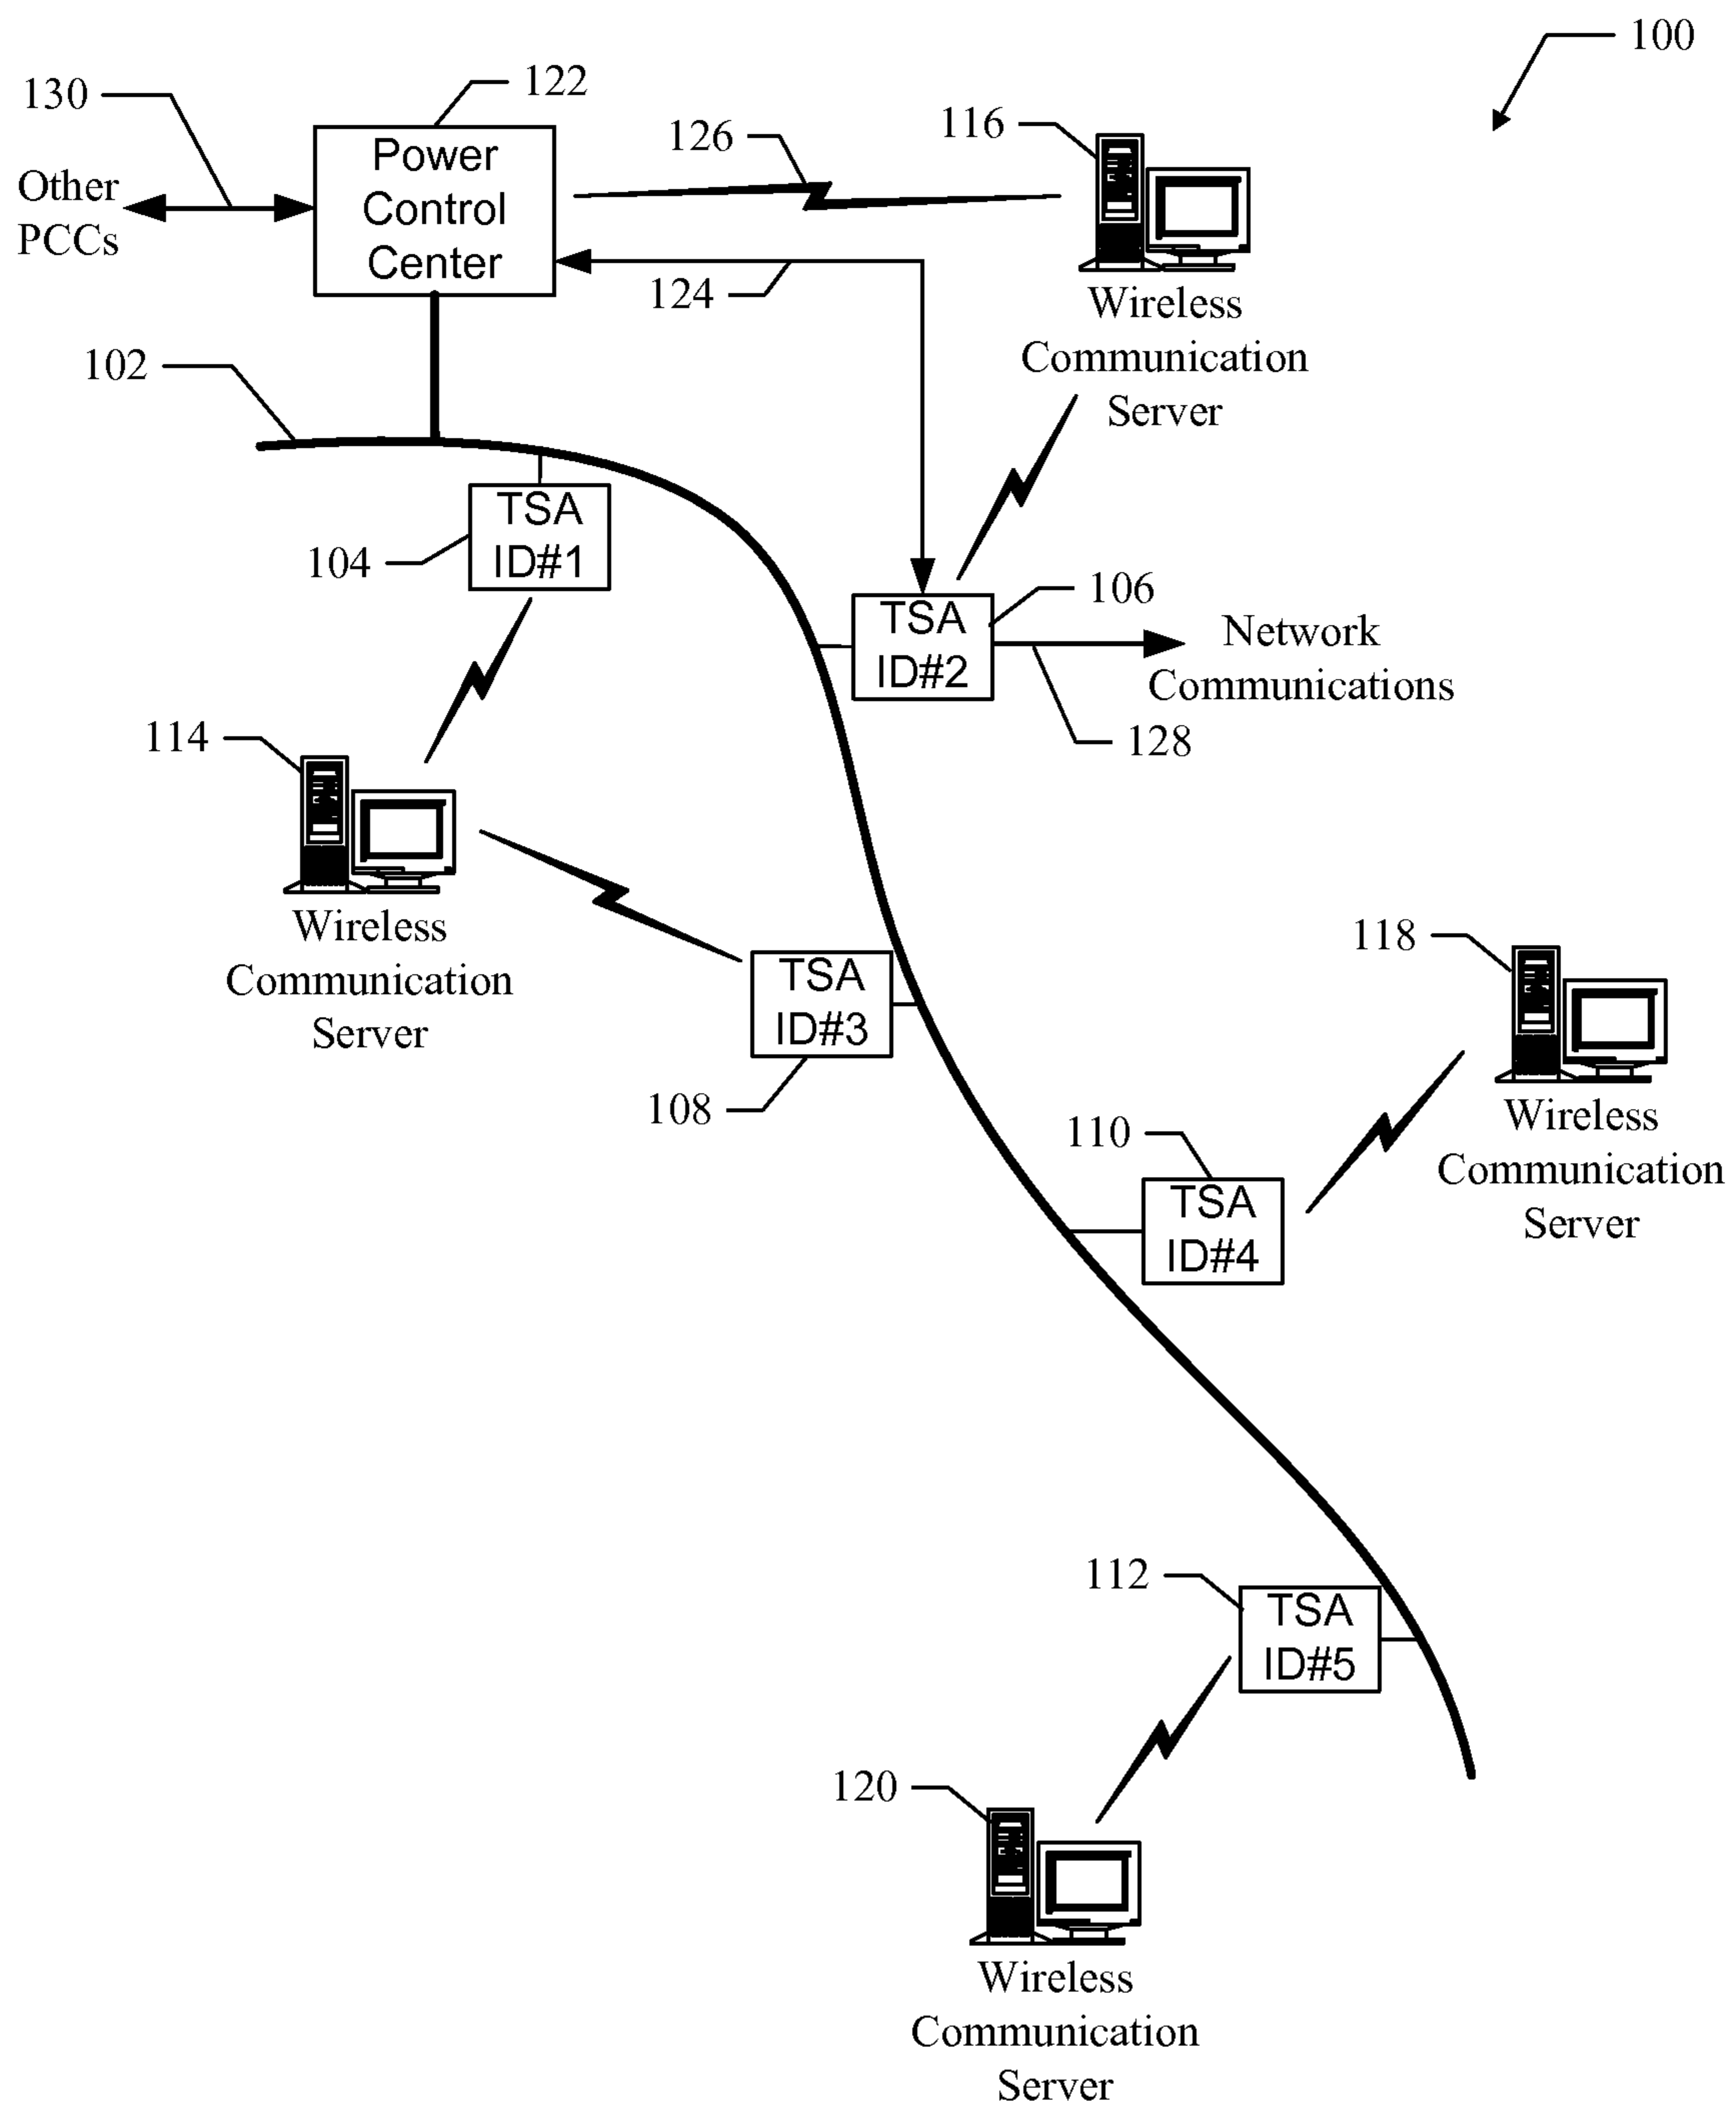 100
122
130
Power
Control
Center
126
116
Other
PCCs
124
Wireless
Communication
Server
102
TSA
ID#1
104
106
TSA
ID#2
Network
Communications
128
114
Wireless
Communication
Server
118
TSA
ID#3
108
110
Wireless
Communication
Server
TSA
ID#4
112
TSA
ID#5
120
Wireless
Communication
Server